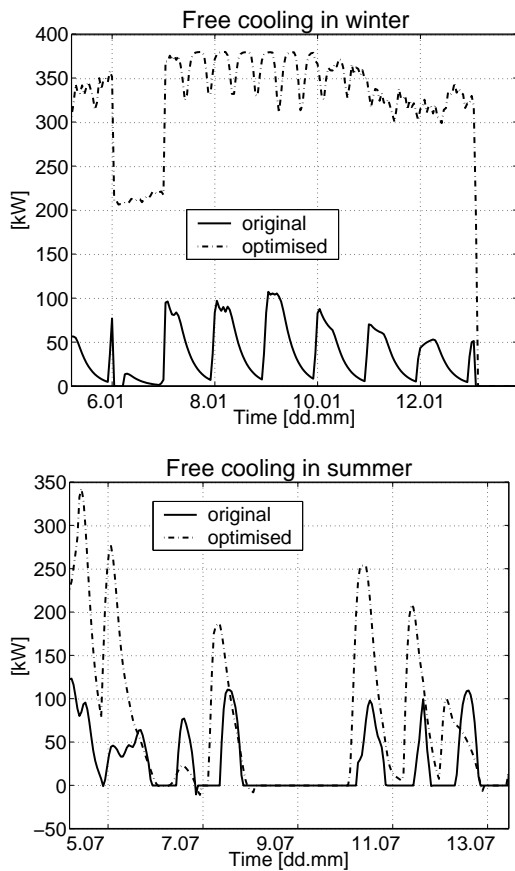 Free cooling in winter
400
350
300
250
200
150
100
50
0
[kW]
original
optimised
6.01 8.01 10.01 12.01
Time [dd.mm]
Free cooling in summer
350
300
250
200
150
100
50
0
−50
[kW]
original
optimised
5.07 7.07 9.07 11.07 13.07
Time [dd.mm]